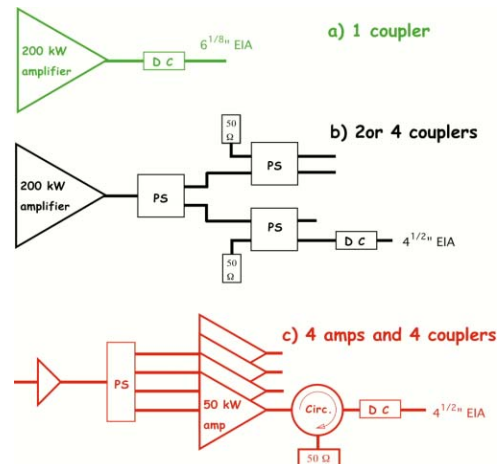 a) 1 coupler
6 1/8" EIA
200 kW
amplifier
D C
b) 2or 4 couplers
50
Ω
PS
200 kW
amplifier
PS
PS
D C
4 1/2" EIA
50
Ω
c) 4 amps and 4 couplers
PS
50 kW
amp
Circ.
D C
4 1/2" EIA
50 Ω